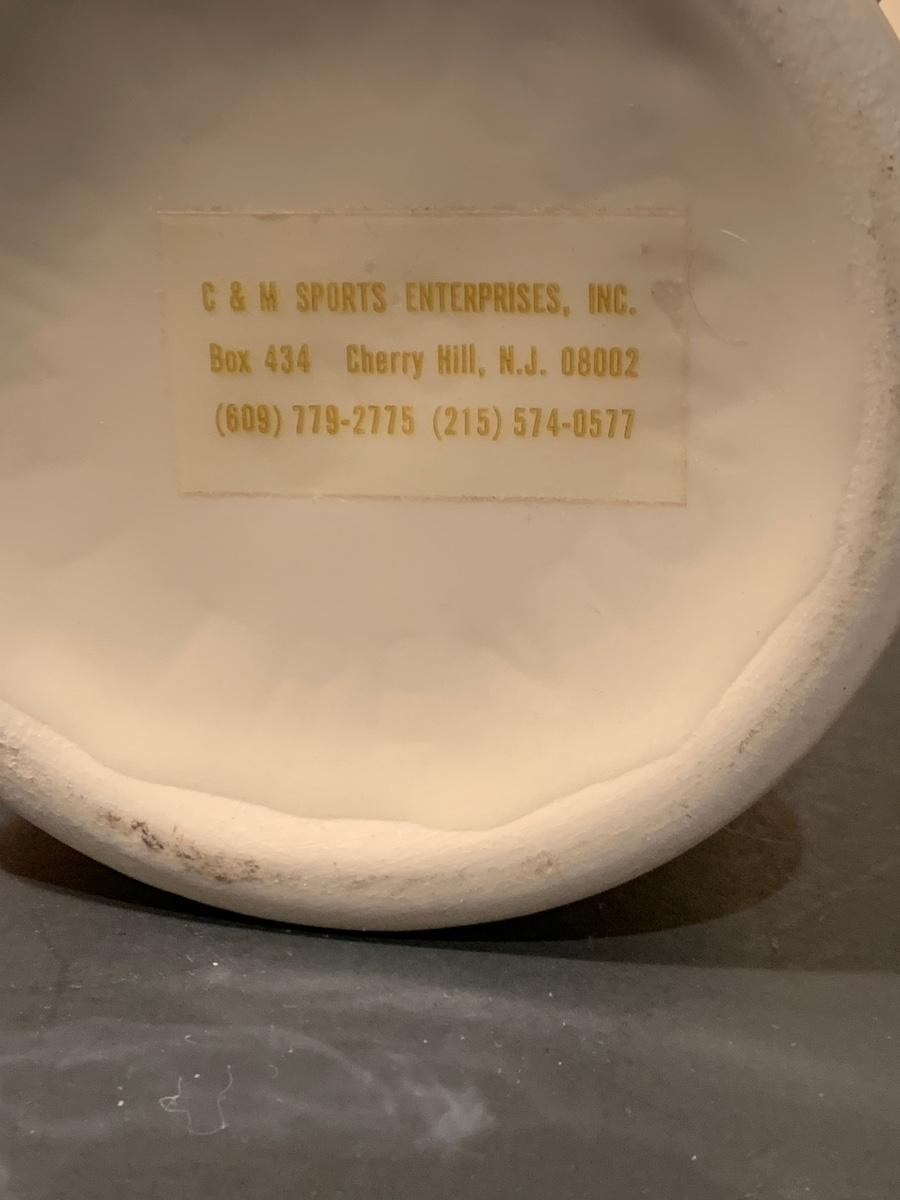 C & M SPORTS ENTERPRISES, INC.
Box 434 Cherry Hill, N.J. 08002
(609) 779-2775 (215) 574-0577